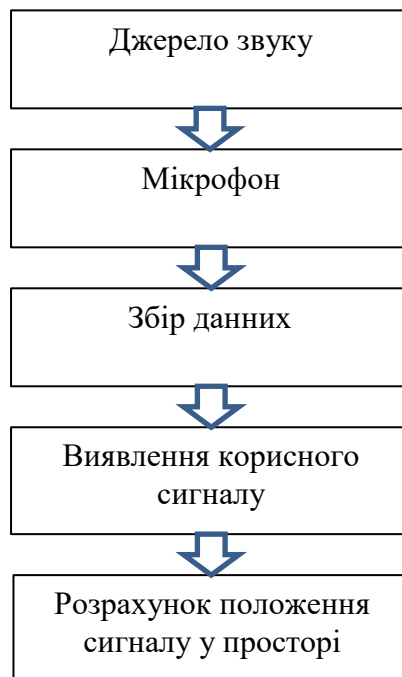 Джерело звуку
Мікрофон
Збір данних
Виявлення корисного
сигналу
Розрахунок положення
сигналу у просторі